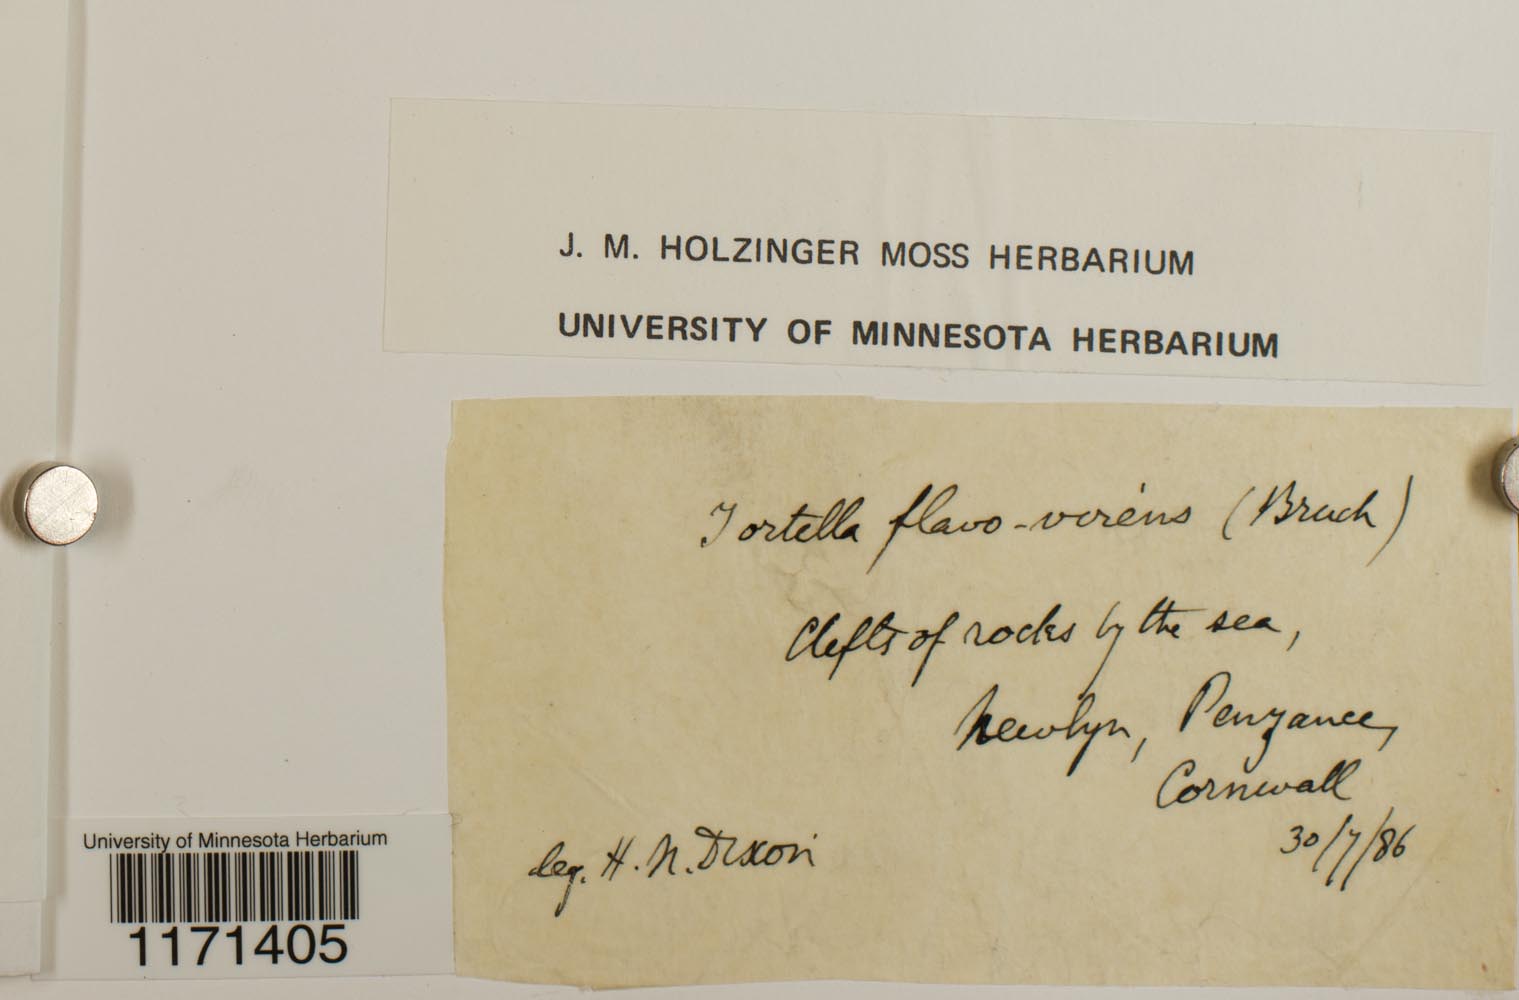 J. M. HOLZINGER MOSS HERBARIUM
UNIVERSITY OF MINNESOTA HERBARIUM
Tortella flavo-virens (Bruch)
Clefts of rocks by the sea,
Newlyn, Penzance,
Cornwall
30/7/86
leg. H. N. Dixon
University of Minnesota Herbarium
1171405